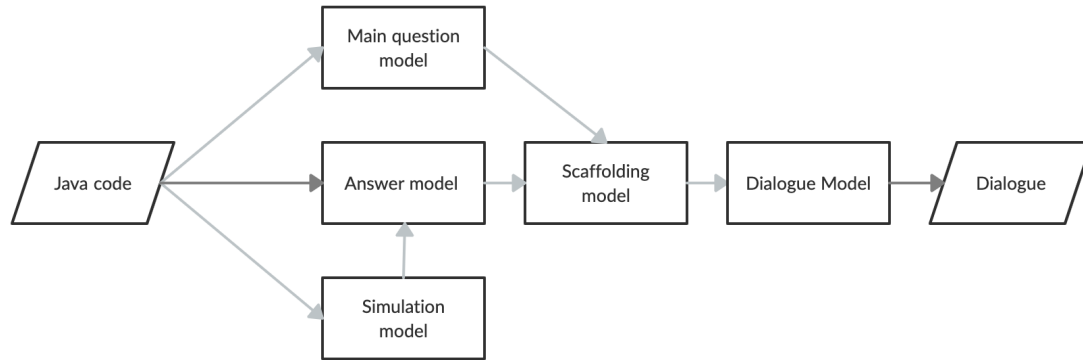 Main question
model
Java code
Answer model
Scaffolding
model
Dialogue Model
Dialogue
Simulation
model